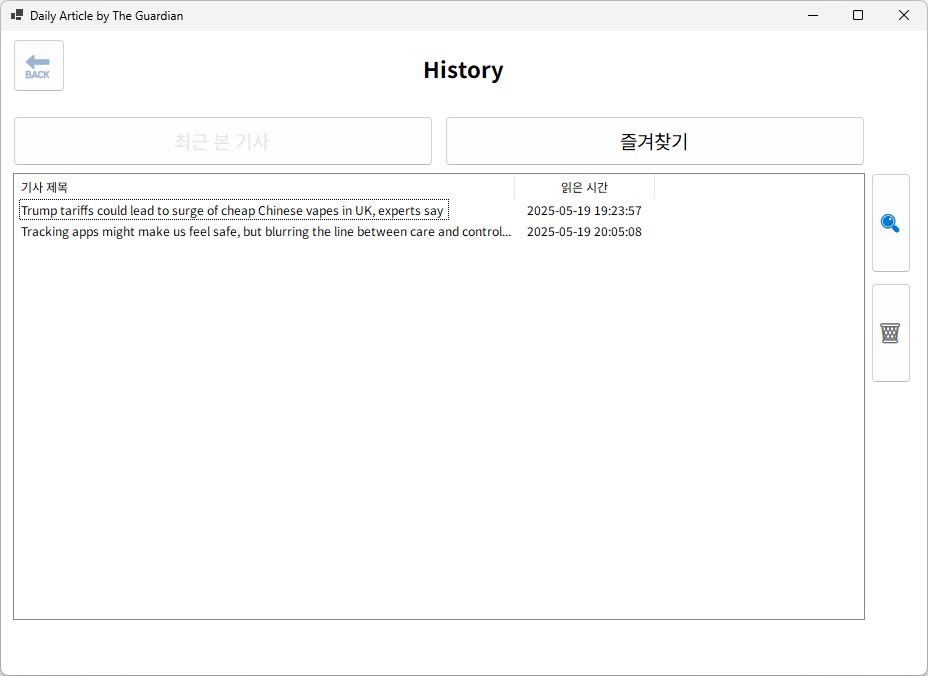 Daily Article by The Guardian
BACK
History
최근 본 기사
즐겨찾기
기사 제목 읽은 시간
Trump tariffs could lead to surge of cheap Chinese vapes in UK, experts say 2025-05-19 19:23:57
Tracking apps might make us feel safe, but blurring the line between care and control... 2025-05-19 20:05:08